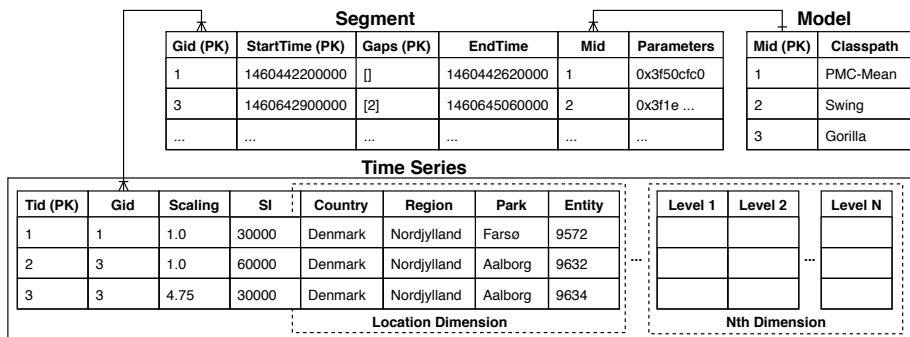 Segment
Model
Gid (PK) StartTime (PK) Gaps (PK) EndTime Mid Parameters
Mid (PK) Classpath
1 1460442200000 [] 1460442620000 1 0x3f50cfc0
1 PMC-Mean
3 1460642900000 [2] 1460645060000 2 0x3f1e ...
2 Swing
... ... ... ... ... ...
3 Gorilla
Time Series
Tid (PK) Gid Scaling SI Country Region Park Entity
Level 1 Level 2 Level N
1 1 1.0 30000 Denmark Nordjylland Farsø 9572
2 3 1.0 60000 Denmark Nordjylland Aalborg 9632
... ...
3 3 4.75 30000 Denmark Nordjylland Aalborg 9634
Location Dimension
Nth Dimension